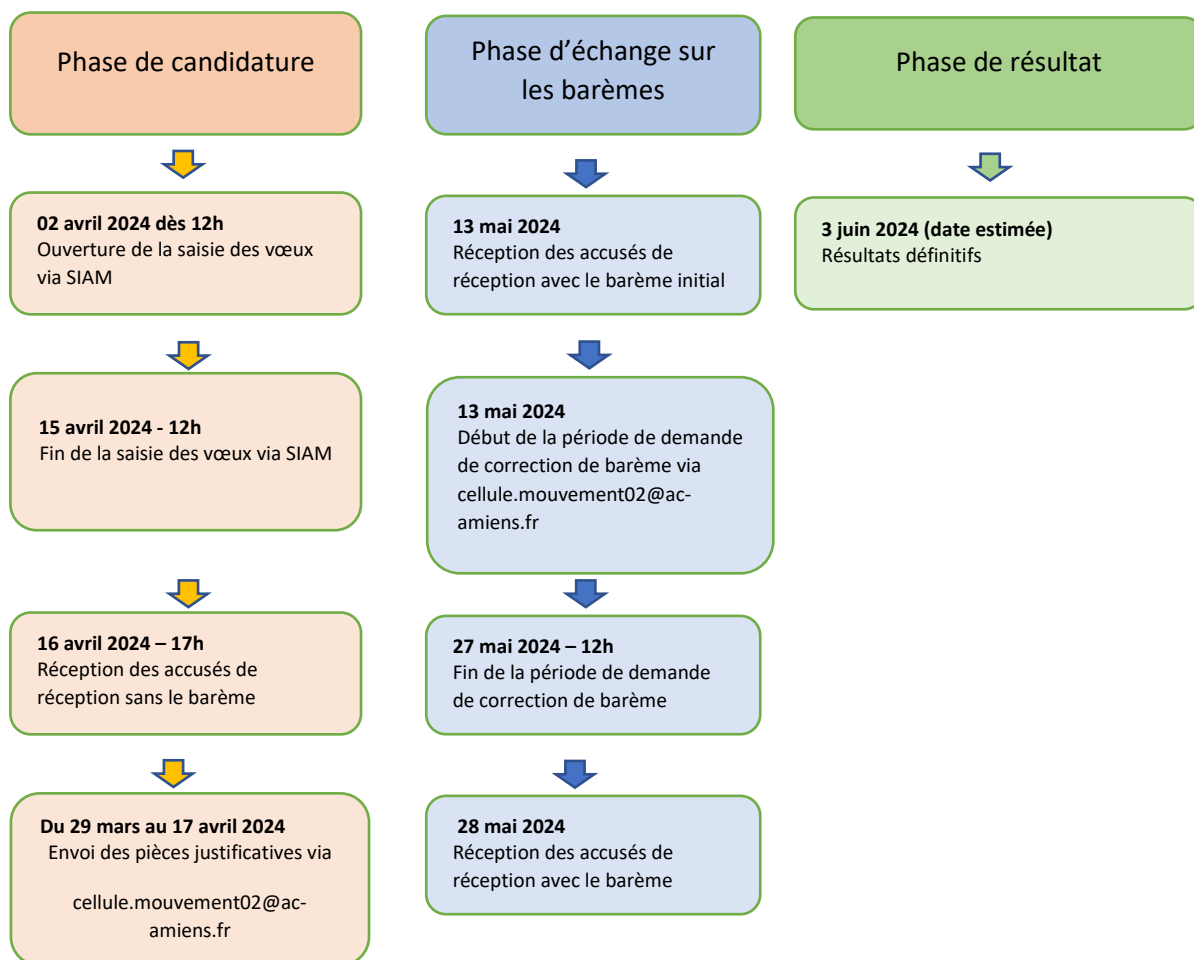 Phase de candidature
02 avril 2024 dès 12h
Ouverture de la saisie des vœux
via SIAM
15 avril 2024 - 12h
Fin de la saisie des vœux via SIAM
16 avril 2024 – 17h
Réception des accusés de
réception sans le barème
Du 29 mars au 17 avril 2024
Envoi des pièces justificatives via
cellule.mouvement02@ac-
amiens.fr
Phase d’échange sur
les barèmes
13 mai 2024
Réception des accusés de
réception avec le barème initial
13 mai 2024
Début de la période de demande
de correction de barème via
cellule.mouvement02@ac-
amiens.fr
27 mai 2024 – 12h
Fin de la période de demande
de correction de barème
28 mai 2024
Réception des accusés de
réception avec le barème
Phase de résultat
3 juin 2024 (date estimée)
Résultats définitifs